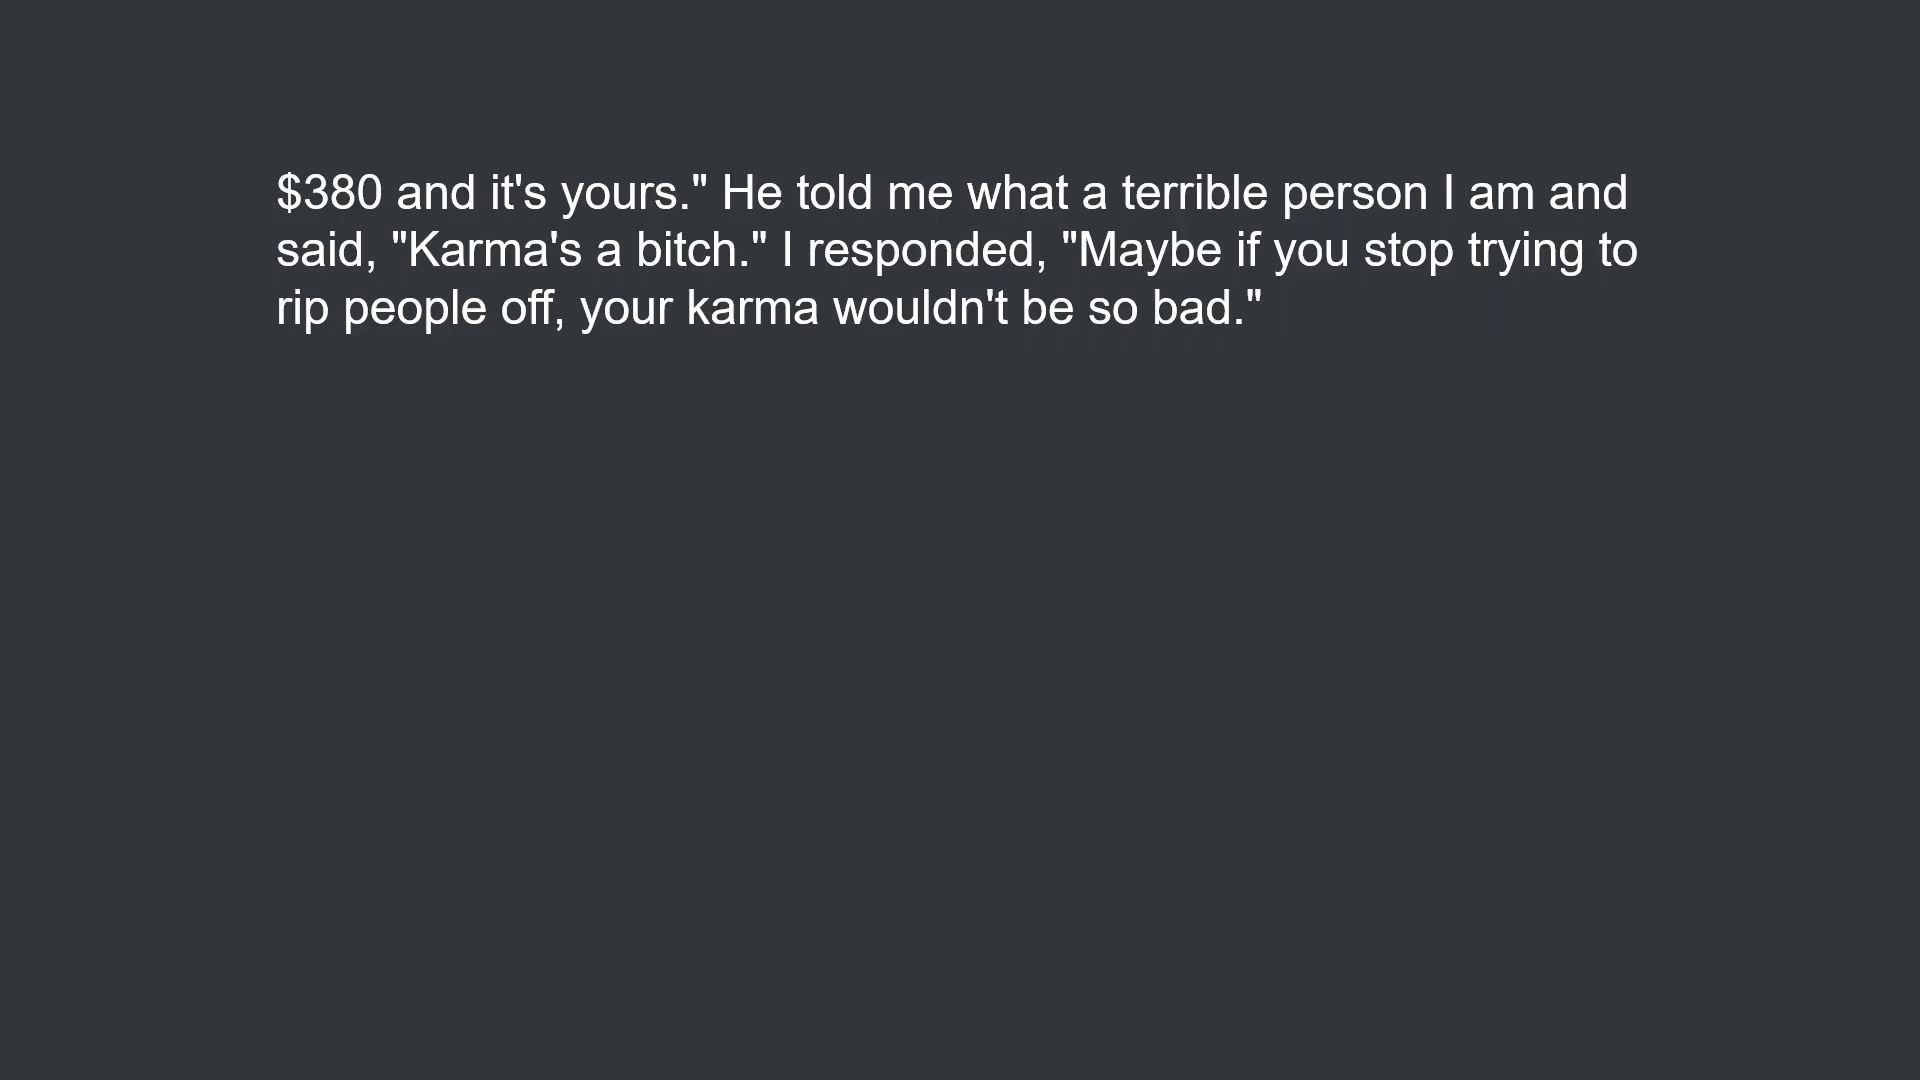 $380 and it's yours." He told me what a terrible person I am and
said, "Karma's a bitch." I responded, "Maybe if you stop trying to
rip people off, your karma wouldn't be so bad."